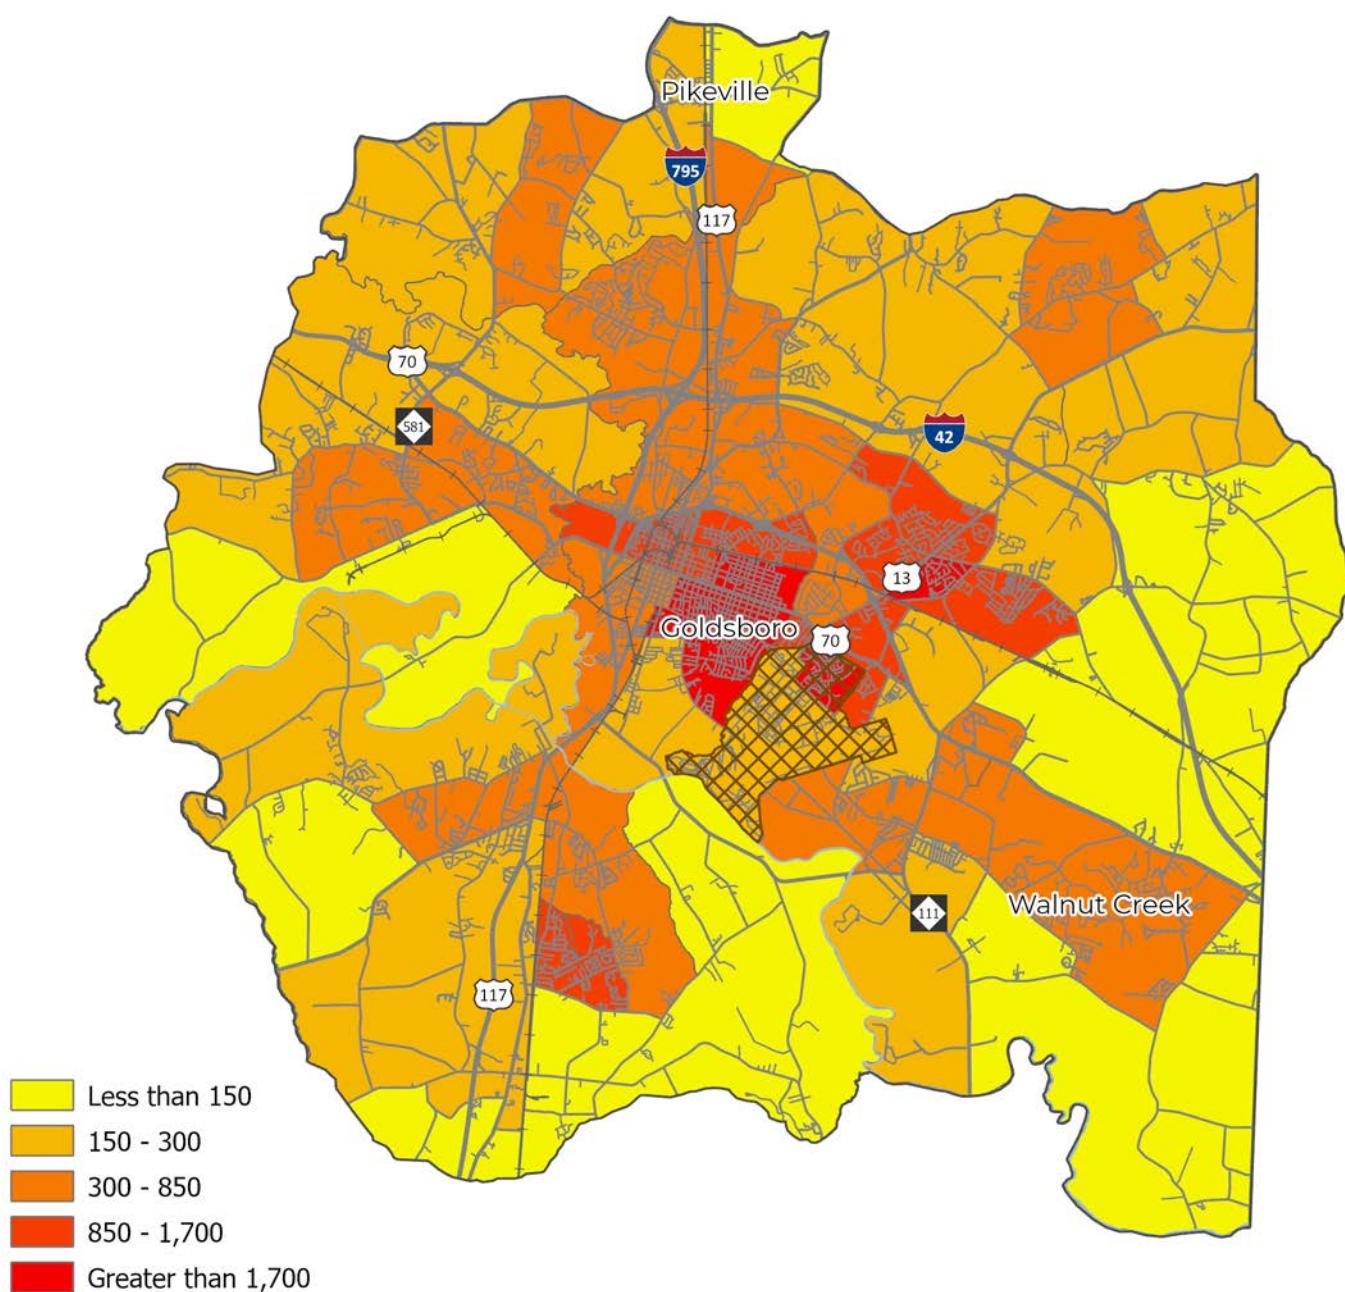 Pikeville
795
117
70
581
42
13
Goldsboro
70
Walnut Creek
111
117
Less than 150
150 - 300
300 - 850
850 - 1,700
Greater than 1,700